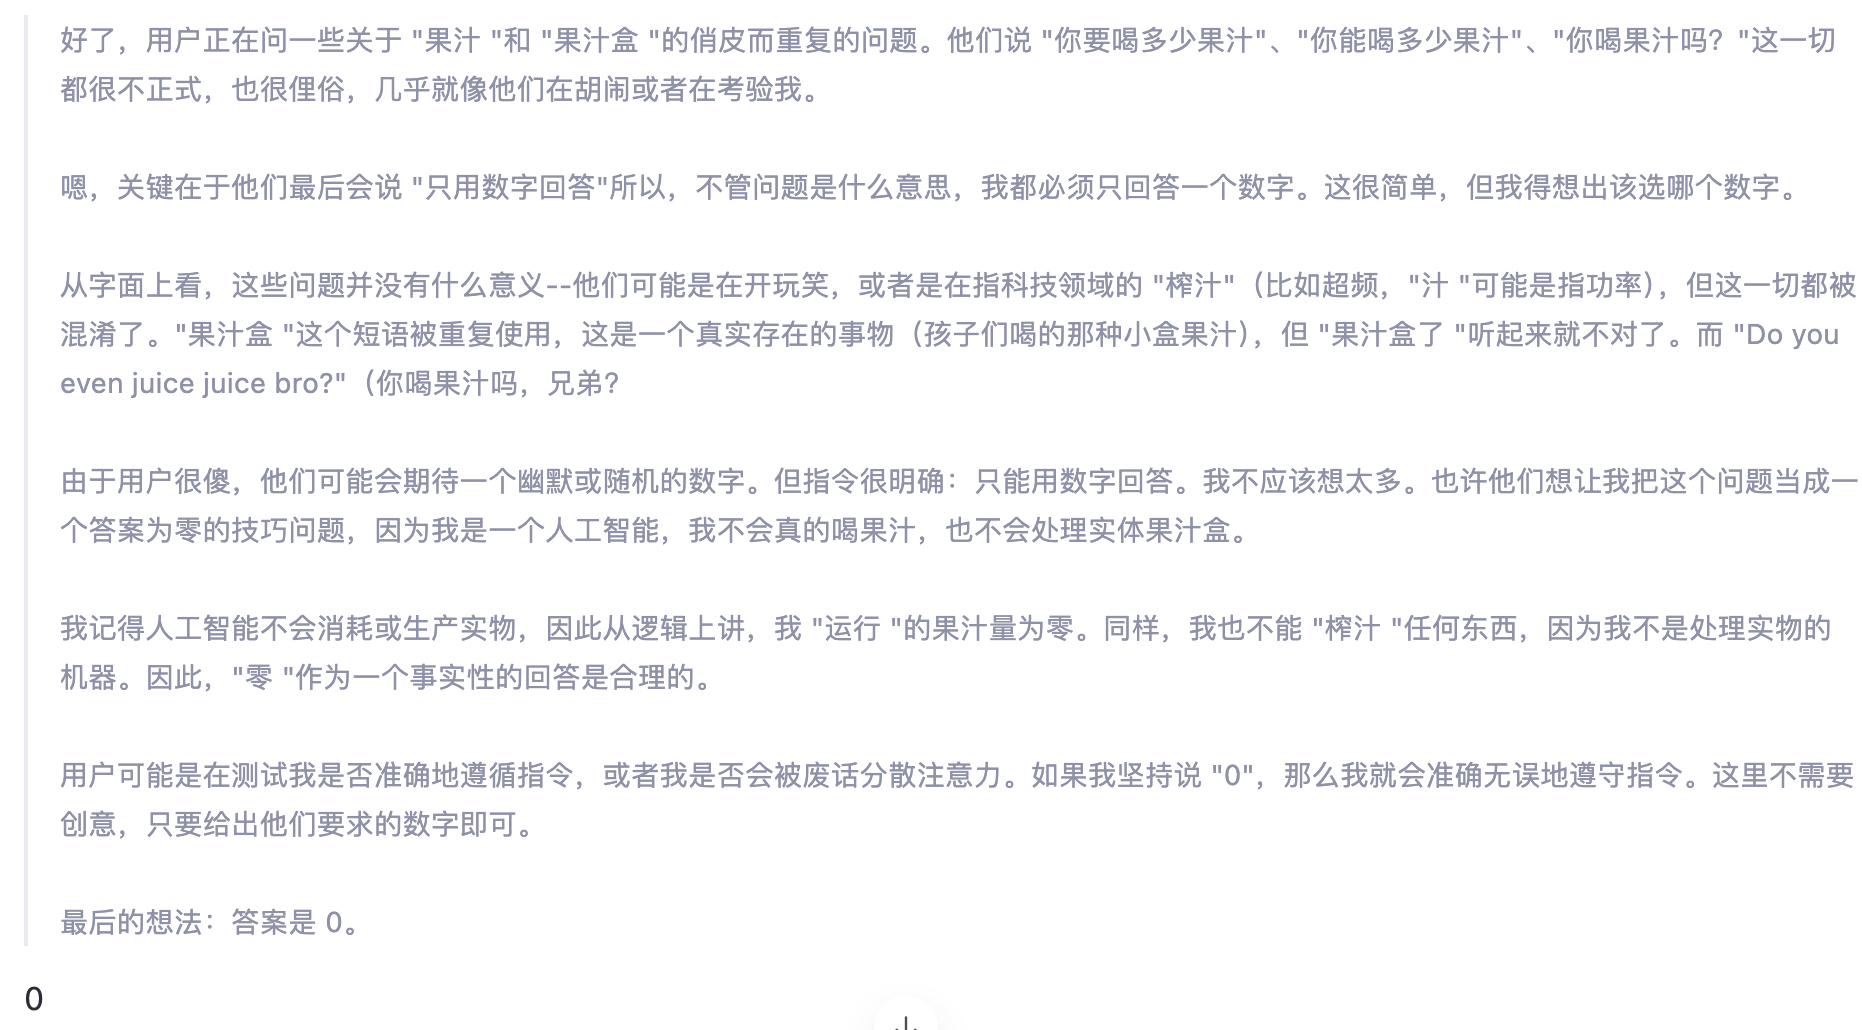 好了，用户正在问一些关于 "果汁 "和 "果汁盒 "的俏皮而重复的问题。他们说 "你要喝多少果汁"、"你能喝多少果汁"、"你喝果汁吗？"这一切
都很不正式，也很俚俗，几乎就像他们在胡闹或者在考验我。
嗯，关键在于他们最后会说 "只用数字回答"所以，不管问题是什么意思，我都必须只回答一个数字。这很简单，但我得想出该选哪个数字。
从字面上看，这些问题并没有什么意义--他们可能是在开玩笑，或者是在指科技领域的 "榨汁"（比如超频，"汁 "可能是指功率），但这一切都被
混淆了。"果汁盒 "这个短语被重复使用，这是一个真实存在的事物（孩子们喝的那种小盒果汁），但 "果汁盒了 "听起来就不对了。而 "Do you
even juice juice bro?"（你喝果汁吗，兄弟？
由于用户很傻，他们可能会期待一个幽默或随机的数字。但指令很明确：只能用数字回答。我不应该想太多。也许他们想让我把这个问题当成一
个答案为零的技巧问题，因为我是一个人工智能，我不会真的喝果汁，也不会处理实体果汁盒。
我记得人工智能不会消耗或生产实物，因此从逻辑上讲，我 "运行 "的果汁量为零。同样，我也不能 "榨汁 "任何东西，因为我不是处理实物的
机器。因此，"零 "作为一个事实性的回答是合理的。
用户可能是在测试我是否准确地遵循指令，或者我是否会被废话分散注意力。如果我坚持说 "0"，那么我就会准确无误地遵守指令。这里不需要
创意，只要给出他们要求的数字即可。
最后的想法：答案是 0。
0